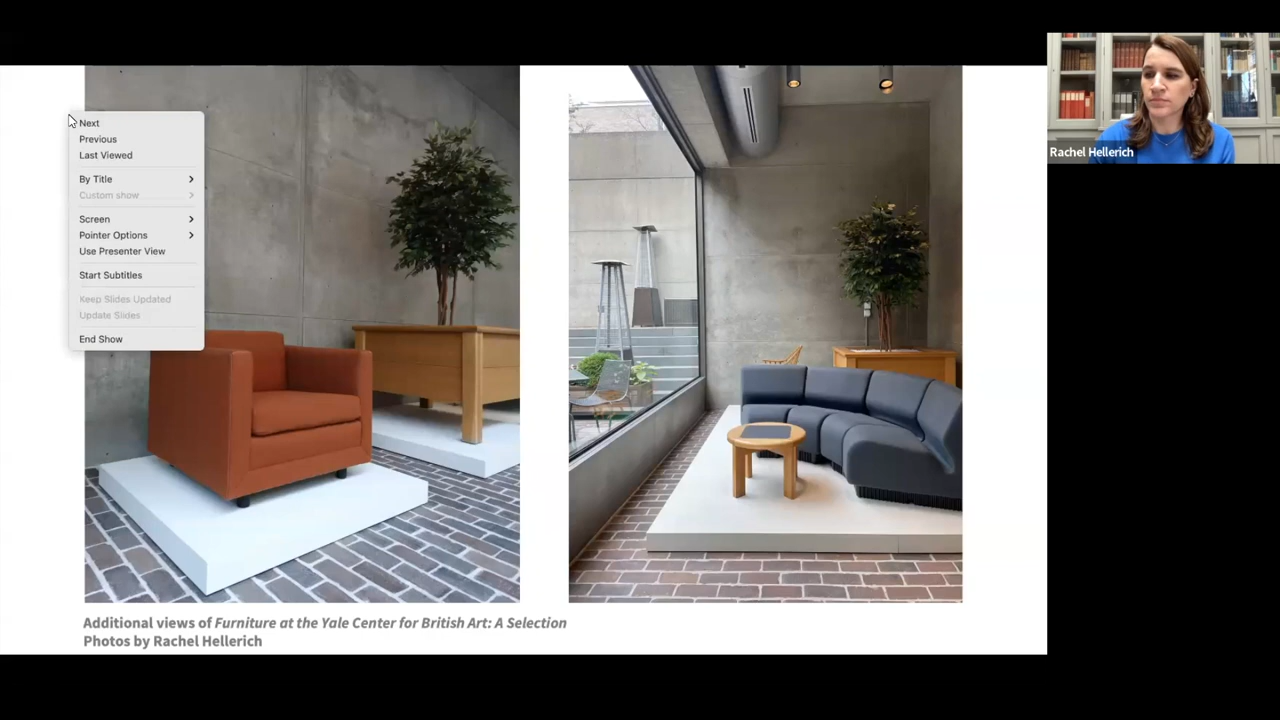 Next
Previous
Last Viewed
By Title
Custom show
Screen
Pointer Options
Use Presenter View
Start Subtitles
Keep Slides Updated
Update Slides
End Show
Rachel Hellerich
Additional views of Furniture at the Yale Center for British Art: A Selection
Photos by Rachel Hellerich